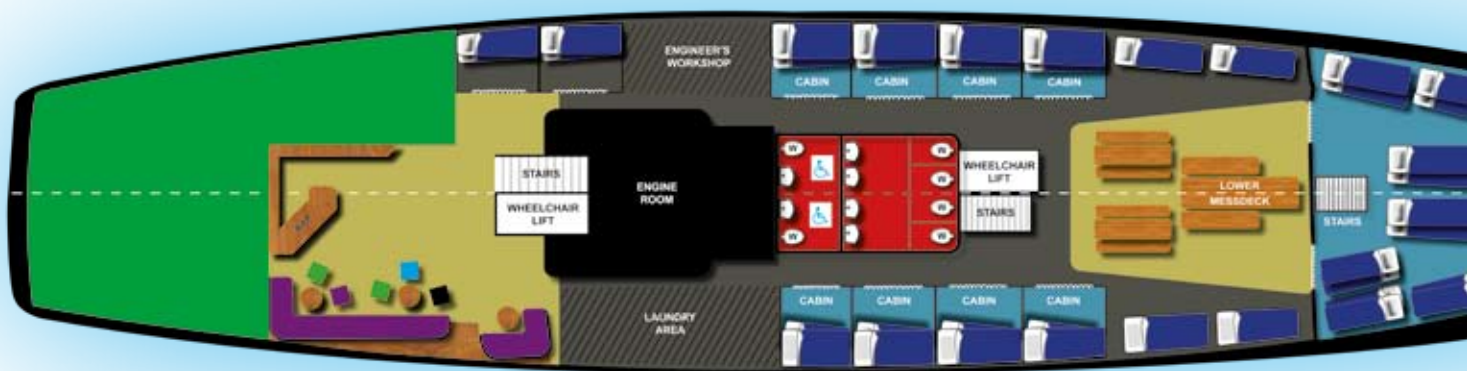 ENGINEER'S
WORKSHOP
CABIN
CABIN
CABIN
CABIN
STAIRS
WHEELCHAIR
LIFT
ENGINE
ROOM
W
W
W
W
W
W
WHEELCHAIR
LIFT
STAIRS
LOWER
MESSDECK
STAIRS
BAR
LAUNDRY
AREA
CABIN
CABIN
CABIN
CABIN